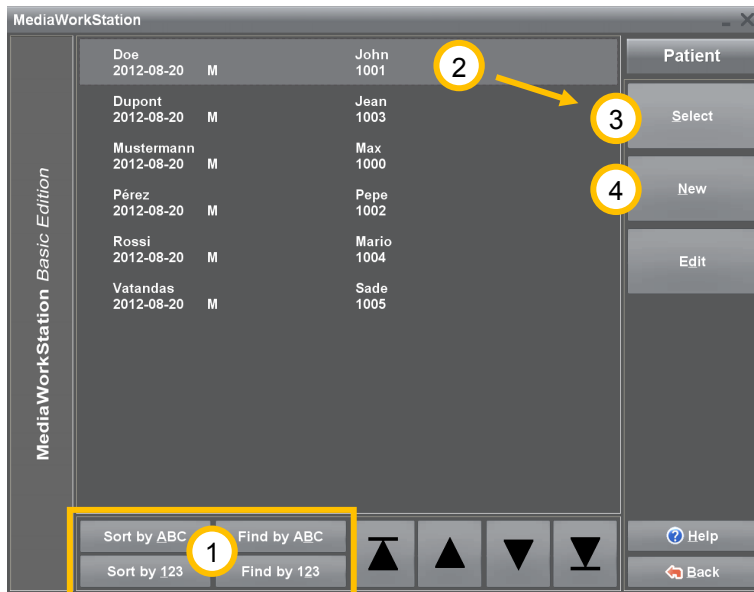 MediaWorkStation
MediaWorkStation Basic Edition
Doe John
2012-08-20 M 1001
Dupont Jean
2012-08-20 M 1003
Mustermann Max
2012-08-20 M 1000
Pérez Pepe
2012-08-20 M 1002
Rossi Mario
2012-08-20 M 1004
Vatandas Sade
2012-08-20 M 1005
2
Patient
3
Select
4
New
Edit
Sort by ABC Find by ABC
1
Sort by 123 Find by 123
Help
Back